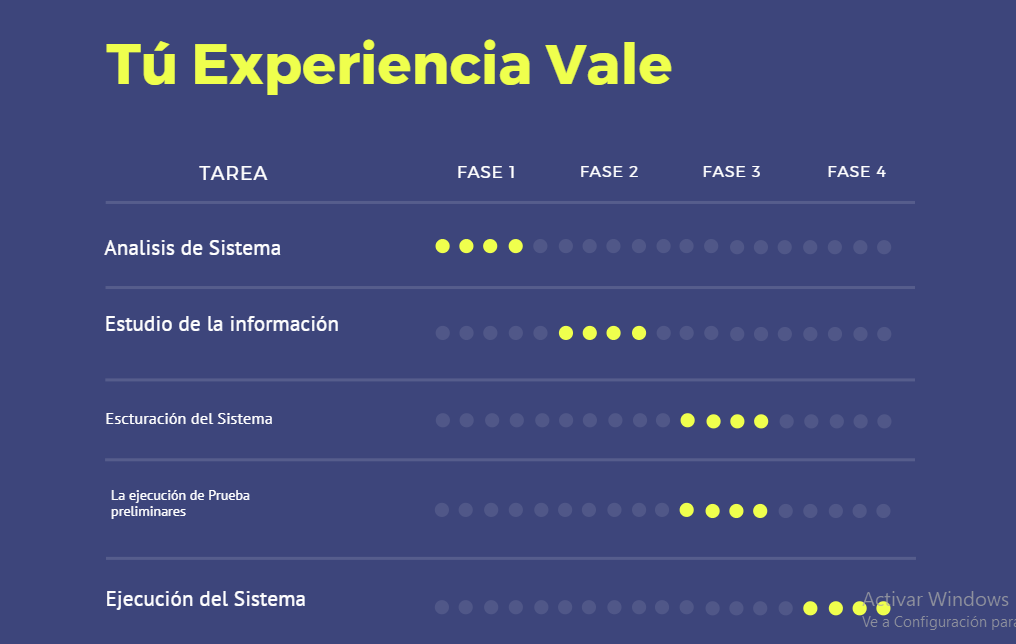 Tú Experiencia Vale
TAREA FASE 1 FASE 2 FASE 3 FASE 4
Analisis de Sistema
Estudio de la información
Escturación del Sistema
La ejecución de Prueba
preliminares
Ejecución del Sistema
Activar Windows
Ve a Configuración para